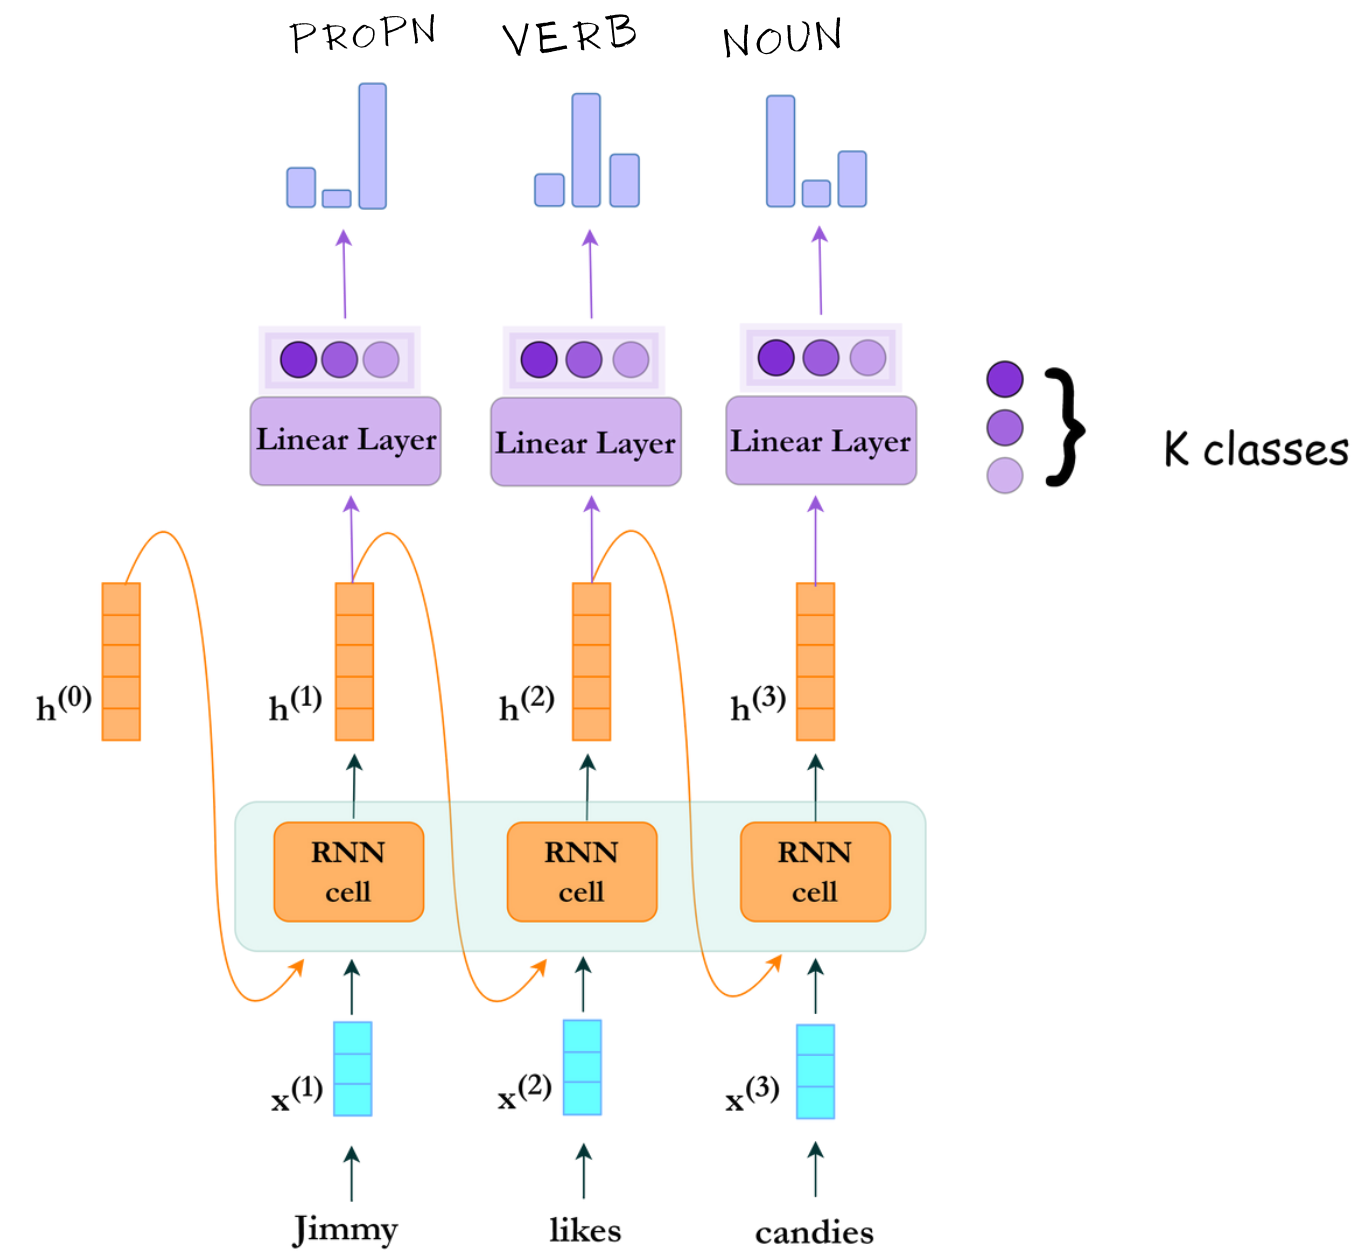 PROPN VERB NOUN
Linear Layer Linear Layer Linear Layer
K classes
h(0) h(1) h(2) h(3)
RNN cell RNN cell RNN cell
x(1) x(2) x(3)
Jimmy likes candies